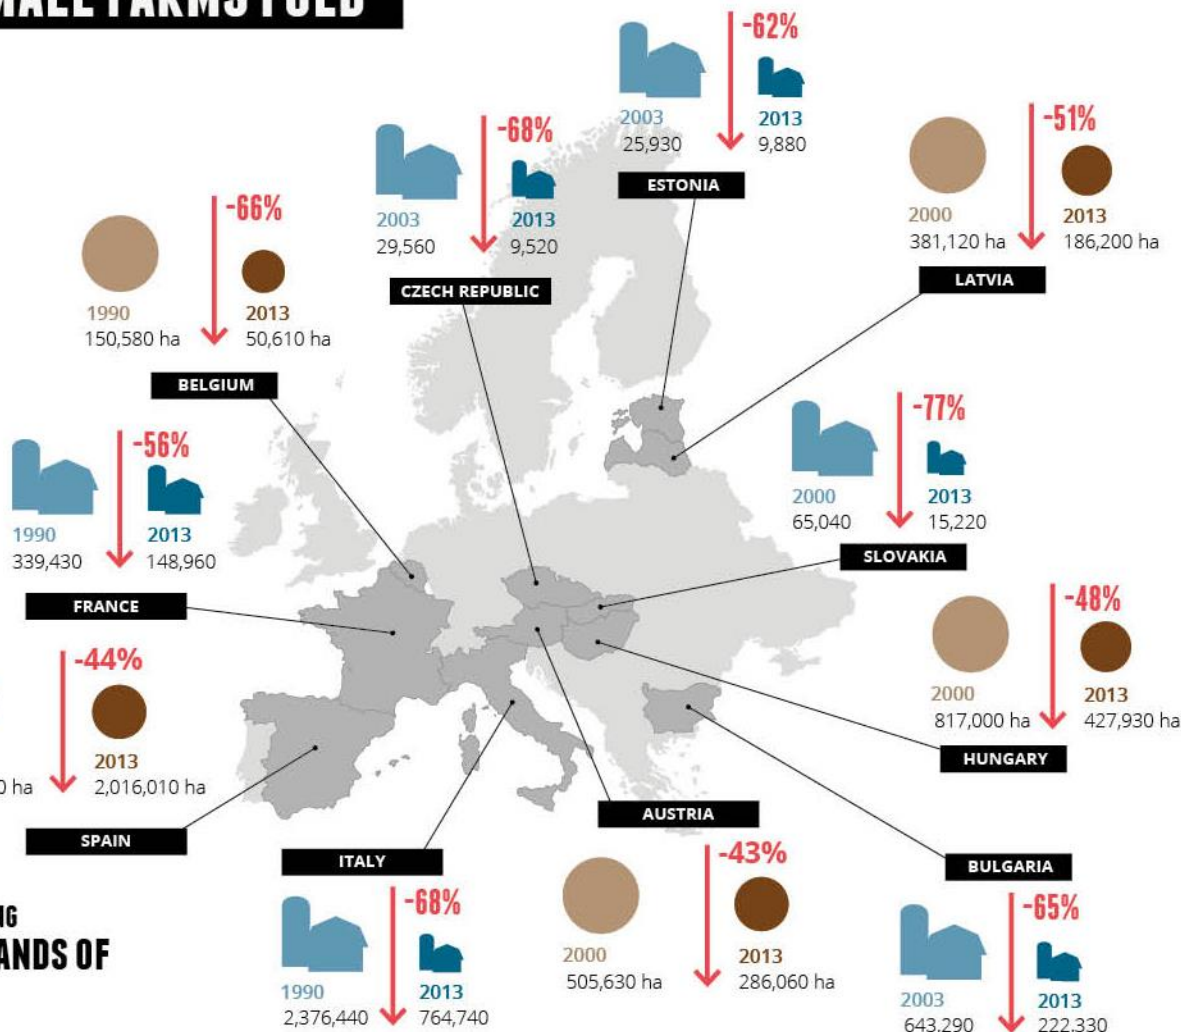 -62%
2003
25,930
2013
9,880
ESTONIA
-68%
2003
29,560
2013
9,520
CZECH REPUBLIC
-51%
2000
381,120 ha
2013
186,200 ha
LATVIA
-66%
1990
150,580 ha
2013
50,610 ha
BELGIUM
-56%
1990
339,430
2013
148,960
FRANCE
-77%
2000
65,040
2013
15,220
SLOVAKIA
-44%
2013
0 ha
2,016,010 ha
SPAIN
-48%
2000
817,000 ha
2013
427,930 ha
HUNGARY
ITALY
-68%
1990
2,376,440
2013
764,740
AUSTRIA
-43%
2000
505,630 ha
2013
286,060 ha
BULGARIA
-65%
2003
643,290
2013
222,330
ANDS OF